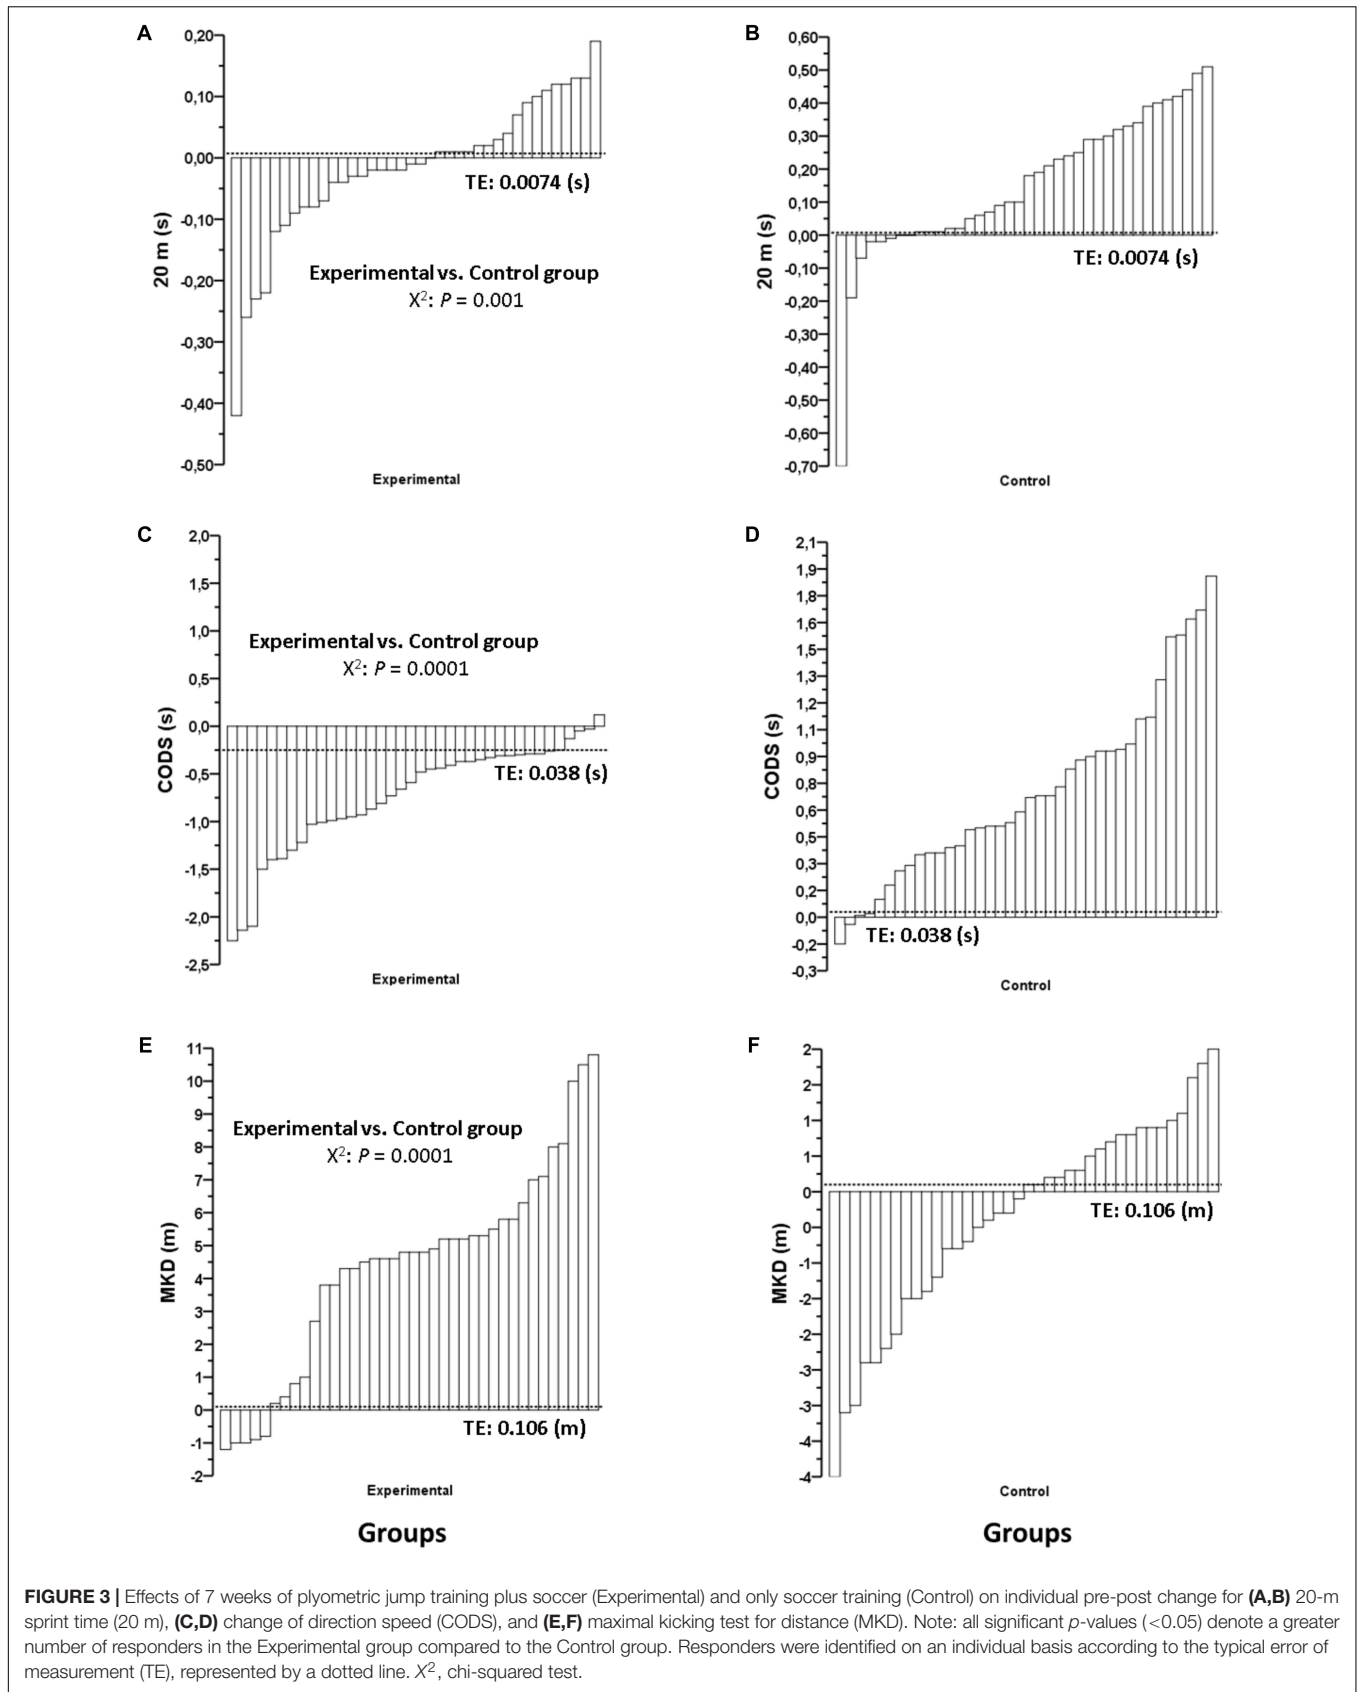 A
0,20
0,10
0,00
-0,10
-0,20
-0,30
-0,40
-0,50
20 m (s)
TE: 0.0074 (s)
Experimental vs. Control group
X²: P = 0.001
Experimental
B
0,60
0,50
0,40
0,30
0,20
0,10
0,00
-0,10
-0,20
-0,30
-0,40
-0,50
-0,60
-0,70
20 m (s)
TE: 0.0074 (s)
Control
C
2,0
1,5
1,0
0,5
0,0
-0,5
-1,0
-1,5
-2,0
-2,5
CODS (s)
Experimental vs. Control group
X²: P = 0.0001
TE: 0.038 (s)
Experimental
D
2,1
1,9
1,8
1,6
1,5
1,3
1,2
1,1
0,9
0,8
0,6
0,5
0,3
0,2
0,0
-0,2
-0,3
CODS (s)
TE: 0.038 (s)
Control
E
11
10
9
8
7
6
5
4
3
2
1
0
-1
-2
MKD (m)
Experimental vs. Control group
X²: P = 0.0001
TE: 0.106 (m)
Experimental
Groups
F
2
2
1
1
0
0
-1
-2
-2
-3
-3
-4
-4
MKD (m)
TE: 0.106 (m)
Control
Groups
FIGURE 3 | Effects of 7 weeks of plyometric jump training plus soccer (Experimental) and only soccer training (Control) on individual pre-post change for (A,B) 20-m
sprint time (20 m), (C,D) change of direction speed (CODS), and (E,F) maximal kicking test for distance (MKD). Note: all significant p-values (<0.05) denote a greater
number of responders in the Experimental group compared to the Control group. Responders were identified on an individual basis according to the typical error of
measurement (TE), represented by a dotted line. X², chi-squared test.